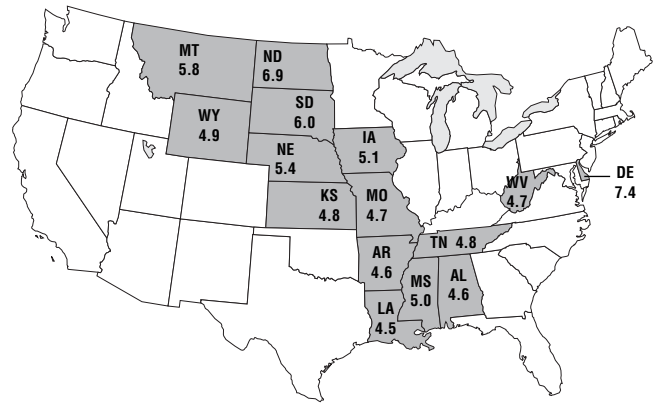 MT
5.8
ND
6.9
SD
6.0
WY
4.9
NE
5.4
IA
5.1
KS
4.8
MO
4.7
WV
4.7
DE
7.4
TN 4.8
AR
4.6
MS
5.0
AL
4.6
LA
4.5